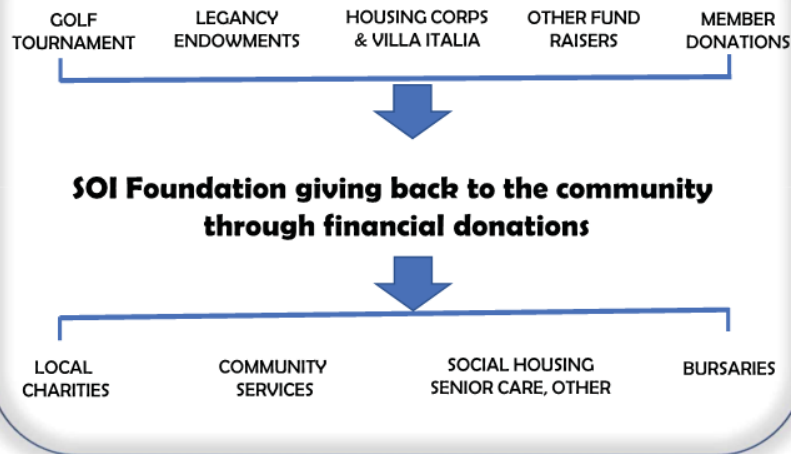 GOLF TOURNAMENT
LEGANCY ENDOWMENTS
HOUSING CORPS & VILLA ITALIA
OTHER FUND RAISERS
MEMBER DONATIONS
SOI Foundation giving back to the community
through financial donations
LOCAL CHARITIES
COMMUNITY SERVICES
SOCIAL HOUSING SENIOR CARE, OTHER
BURSARIES